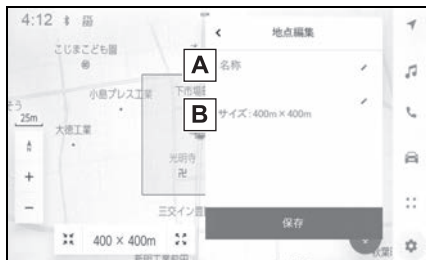 4:12
こじまこども園
小島プレス工業
下市場
25m
大徳工業
N
光明寺
卍
+
−
三交イン豊
400 × 400m
地点編集
A
名称
B
サイズ:400m×400m
保存